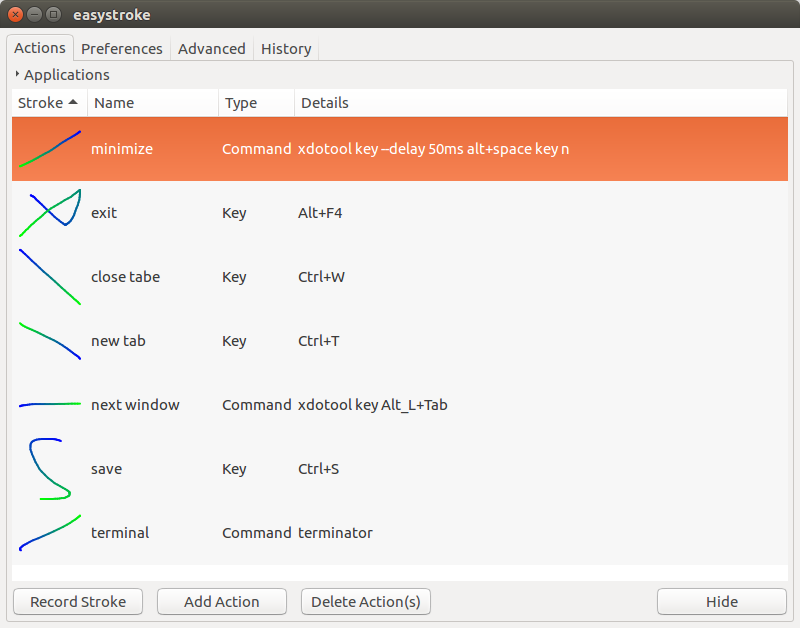 easystroke
Actions Preferences Advanced History
Applications
Stroke Name Type Details
minimize Command xdotool key --delay 50ms alt+space key n
exit Key Alt+F4
close tabe Key Ctrl+W
new tab Key Ctrl+T
next window Command xdotool key Alt_L+Tab
save Key Ctrl+S
terminal Command terminator
Record Stroke Add Action Delete Action(s) Hide